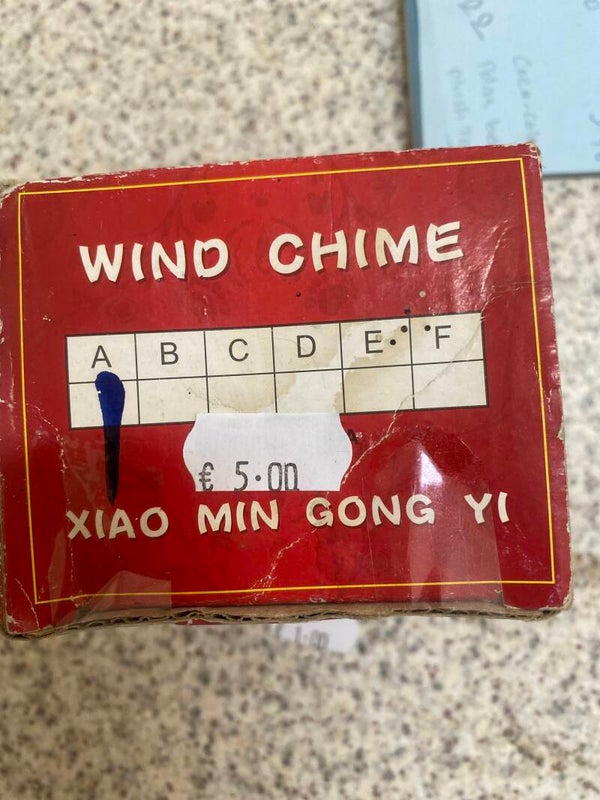 WIND CHIME
A B C D E F
€ 5.00
XIAO MIN GONG YI